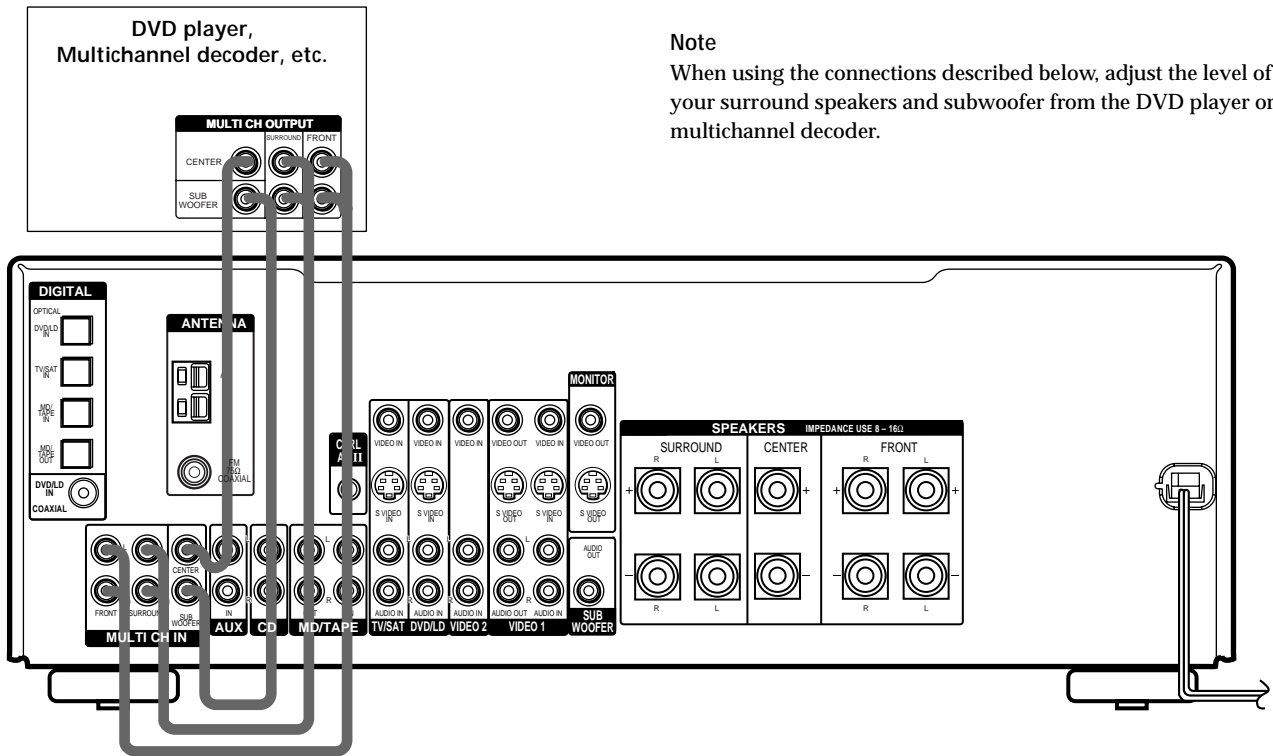 DVD player,
Multichannel decoder, etc.
MULTI CH OUTPUT
SURROUND FRONT
CENTER
SUB
WOOFER
Note
When using the connections described below, adjust the level of
your surround speakers and subwoofer from the DVD player or
multichannel decoder.
DIGITAL
OPTICAL
DVD/LD
IN
TV/SAT
IN
MD/
TAPE
IN
MD/
TAPE
OUT
DVD/LD
IN
COAXIAL
ANTENNA
FM
75Ω
COAXIAL
MONITOR
VIDEO IN VIDEO IN VIDEO IN VIDEO OUT VIDEO IN VIDEO OUT
S VIDEO
IN
S VIDEO
IN
S VIDEO
OUT
S VIDEO
IN
S VIDEO
OUT
SPEAKERS IMPEDANCE USE 8 – 16Ω
SURROUND CENTER FRONT
R L R L
+ + + +
– – – –
R L R L
L L L L
CENTER
AUDIO
OUT
R R R R R
FRONT SURROUND SUB
WOOFER
IN
AUDIO IN AUDIO IN AUDIO IN AUDIO OUT AUDIO IN
MULTI CH IN AUX CD MD/TAPE TV/SAT DVD/LD VIDEO 2 VIDEO 1 SUB
WOOFER